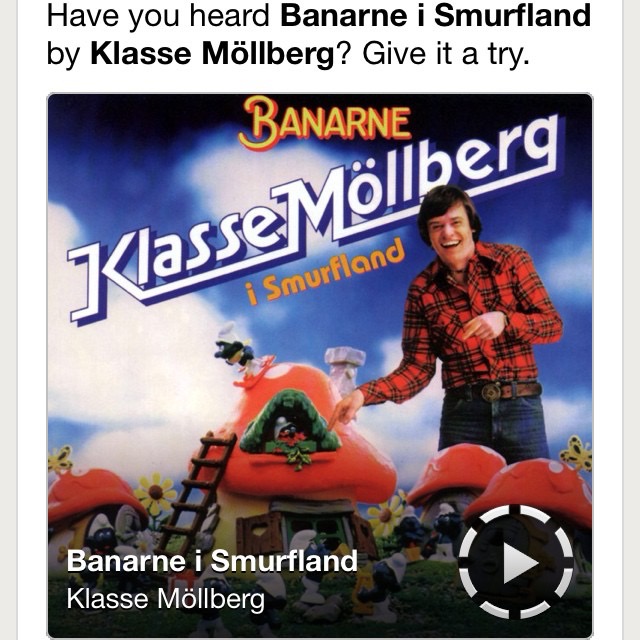 Have you heard Banarne i Smurfland
by Klasse Möllberg? Give it a try.
BANARNE
Klasse Möllberg
i Smurfland
Banarne i Smurfland
Klasse Möllberg